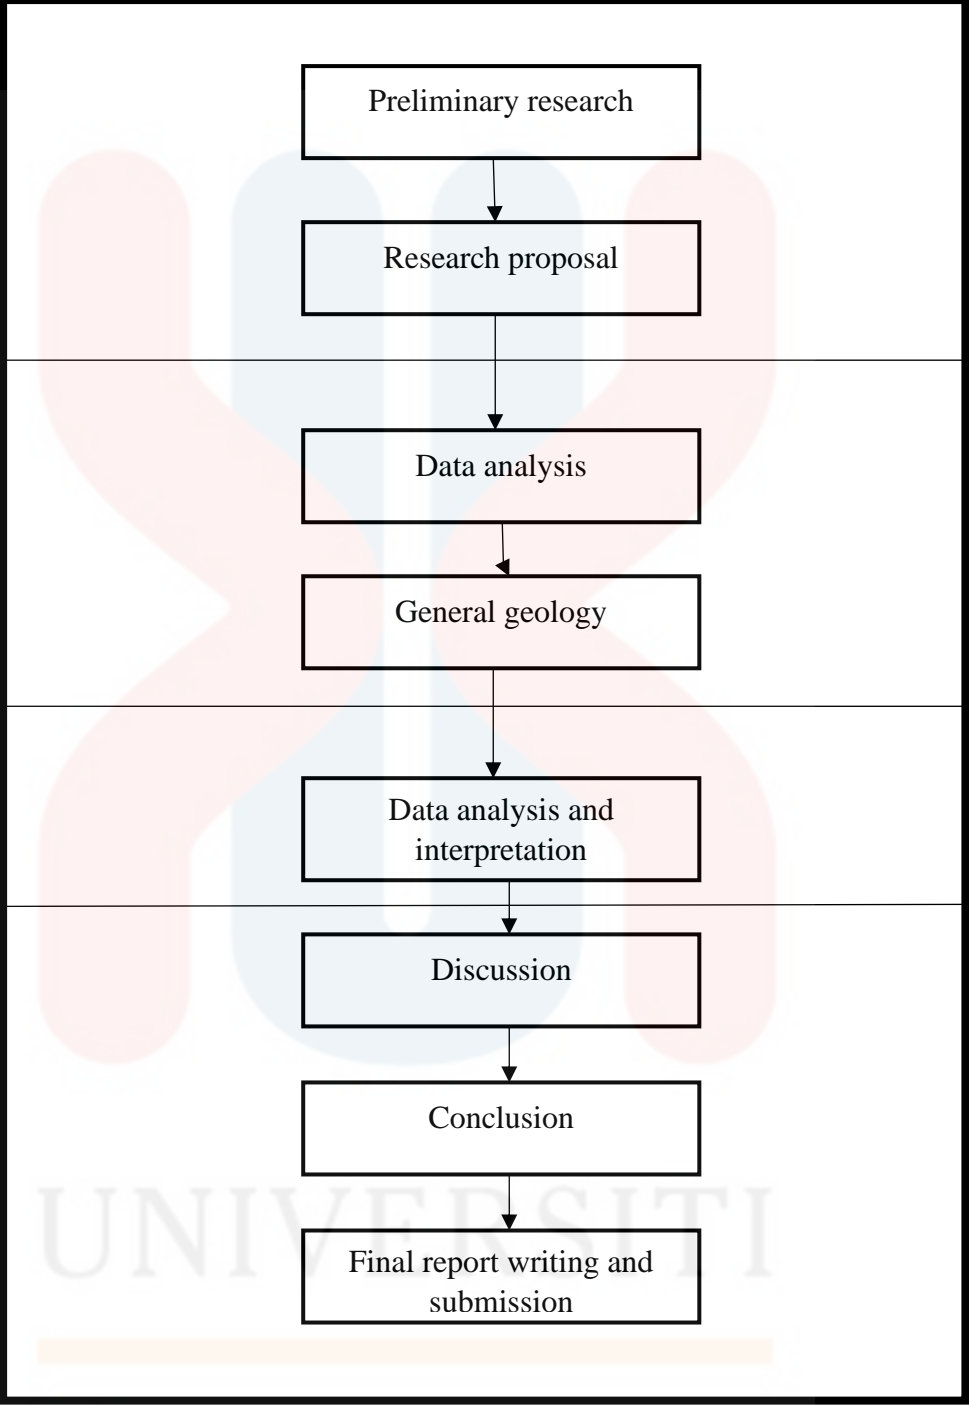 Preliminary research
Research proposal
Data analysis
General geology
Data analysis and
interpretation
Discussion
Conclusion
UNIVERSITI
Final report writing and
submission